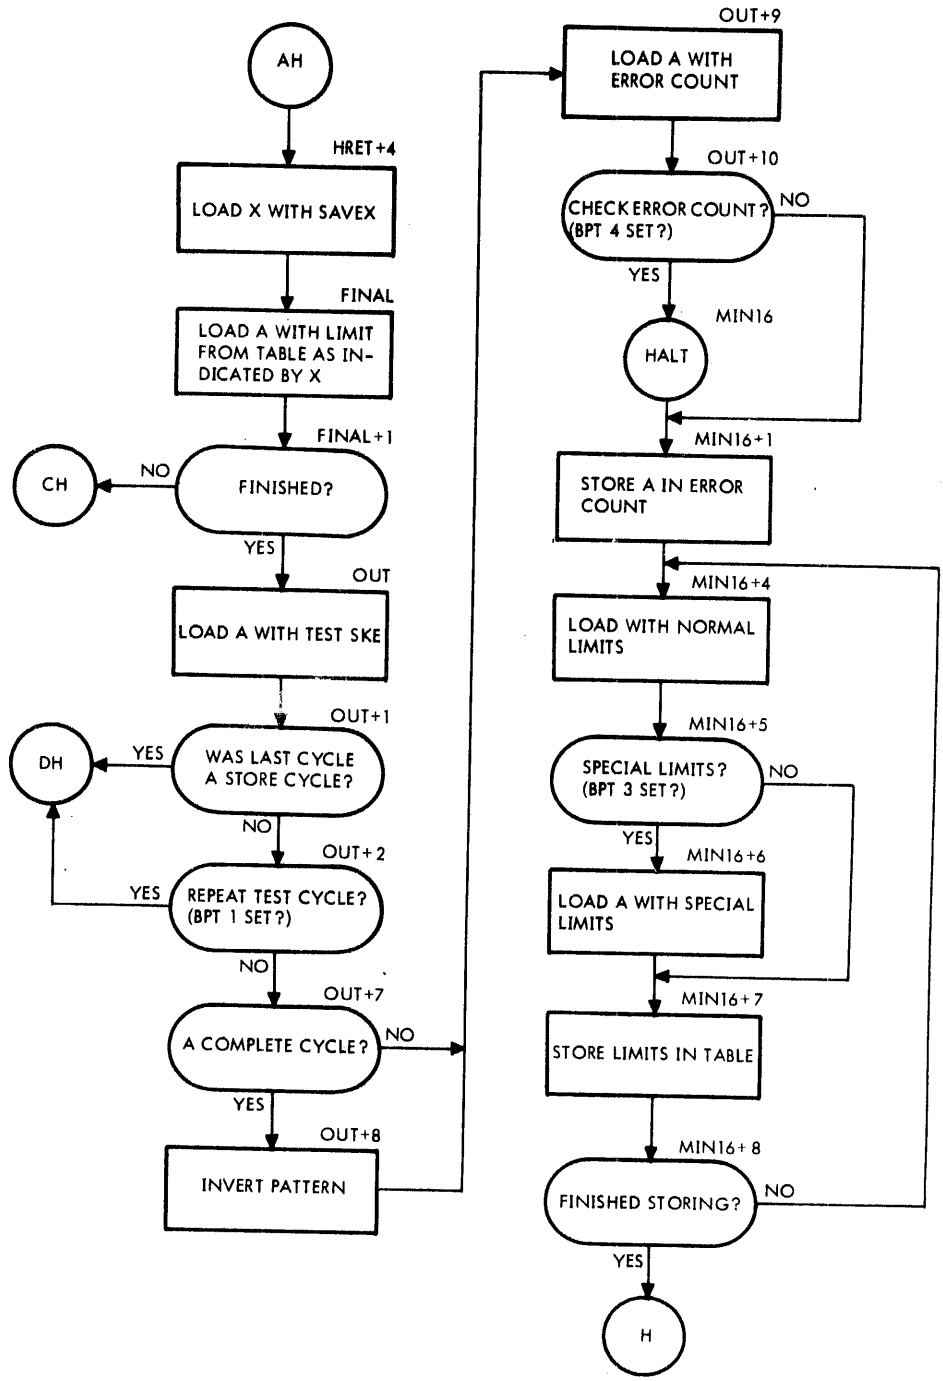 AH
HRET+4
LOAD X WITH SAVEX
FINAL
LOAD A WITH LIMIT
FROM TABLE AS IN-
DICATED BY X
FINAL+1
FINISHED?
NO
CH
YES
OUT
LOAD A WITH TEST SKE
OUT+1
WAS LAST CYCLE
A STORE CYCLE?
YES
DH
NO
OUT+2
REPEAT TEST CYCLE?
(BPT 1 SET?)
YES
NO
OUT+7
A COMPLETE CYCLE?
NO
YES
OUT+8
INVERT PATTERN
OUT+9
LOAD A WITH
ERROR COUNT
OUT+10
CHECK ERROR COUNT?
(BPT 4 SET?)
NO
YES
MIN16
HALT
MIN16+1
STORE A IN ERROR
COUNT
MIN16+4
LOAD WITH NORMAL
LIMITS
MIN16+5
SPECIAL LIMITS?
(BPT 3 SET?)
NO
YES
MIN16+6
LOAD A WITH SPECIAL
LIMITS
MIN16+7
STORE LIMITS IN TABLE
MIN16+8
FINISHED STORING?
NO
YES
H